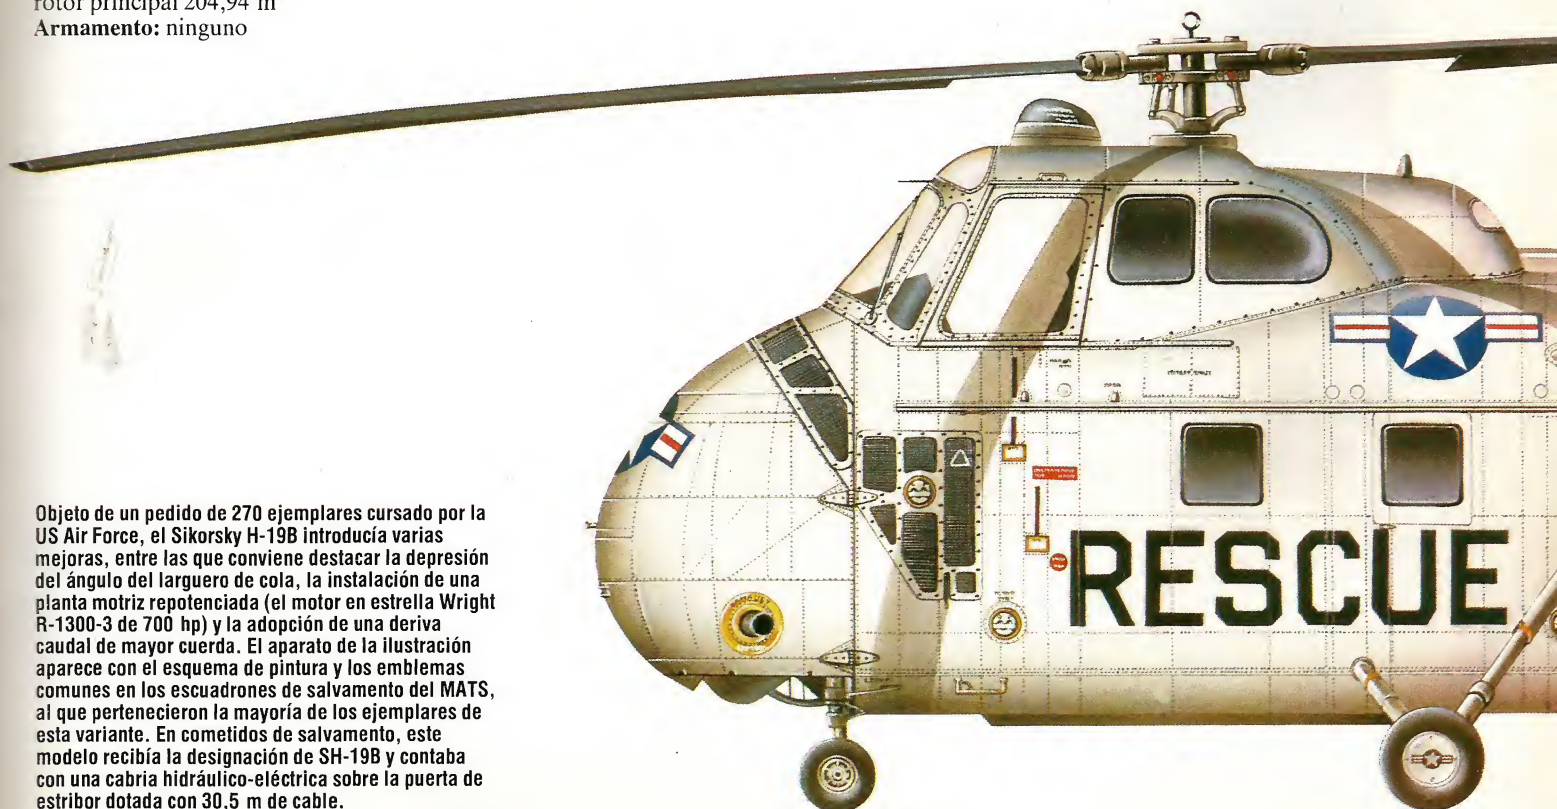 rotor principal 204,94 m
Armamento: ninguno
Objeto de un pedido de 270 ejemplares cursado por la
US Air Force, el Sikorsky H-19B introducía varias
mejoras, entre las que conviene destacar la depresión
del ángulo del larguero de cola, la instalación de una
planta motriz repotenciada (el motor en estrella Wright
R-1300-3 de 700 hp) y la adopción de una deriva
caudal de mayor cuerda. El aparato de la ilustración
aparece con el esquema de pintura y los emblemas
comunes en los escuadrones de salvamento del MATS,
al que pertenecieron la mayoría de los ejemplares de
esta variante. En cometidos de salvamento, este
modelo recibía la designación de SH-19B y contaba
con una cabria hidráulico-eléctrica sobre la puerta de
estribor dotada con 30,5 m de cable.
RESCUE